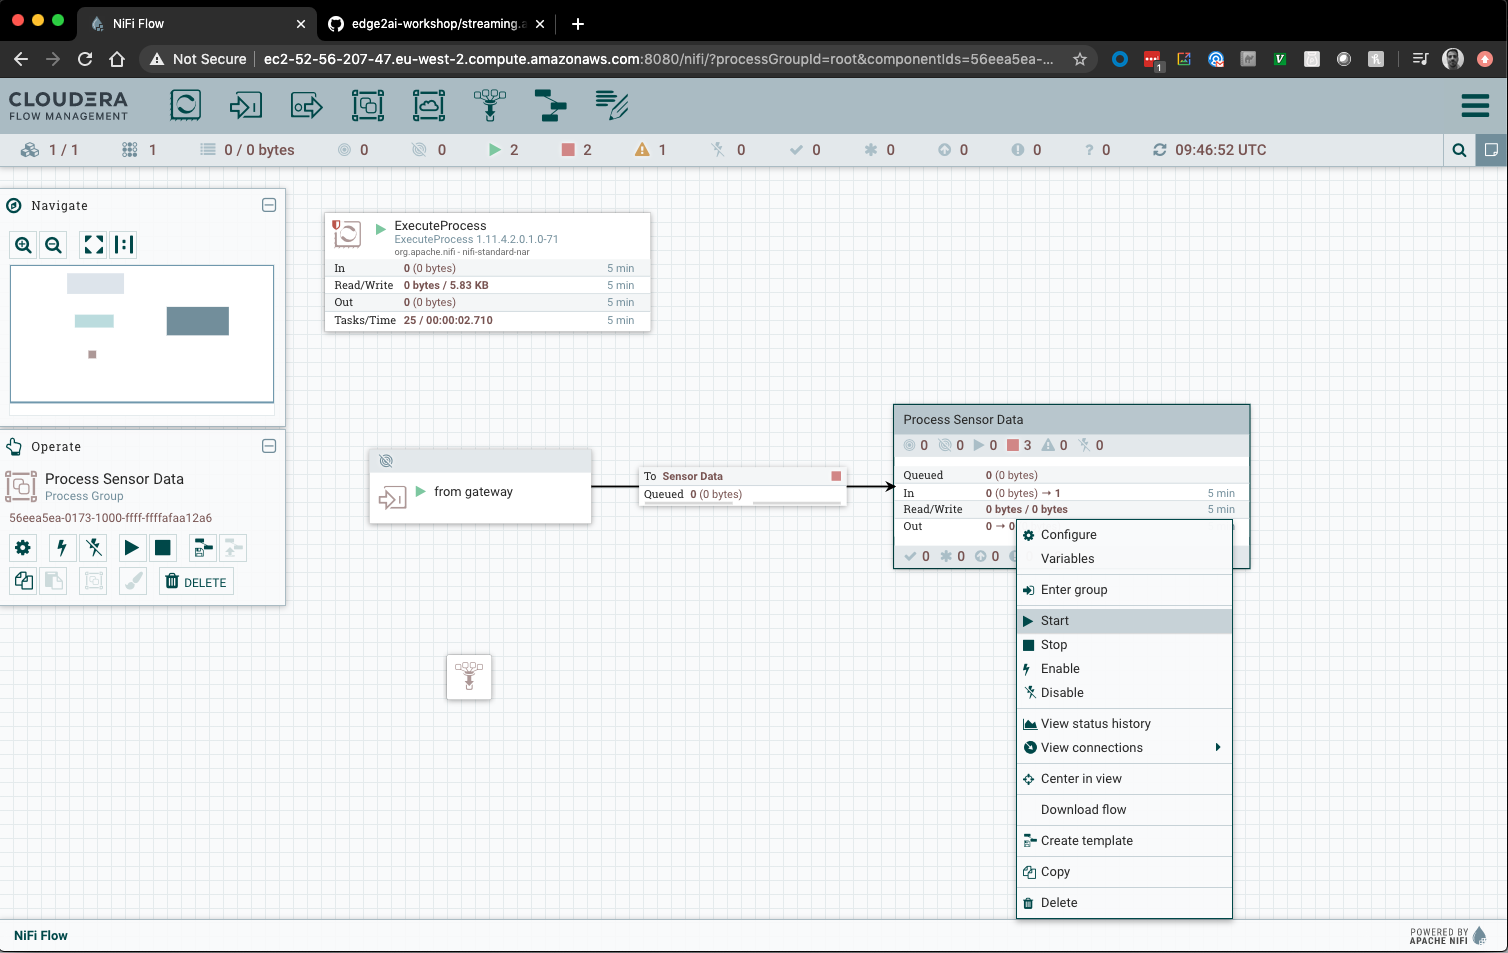 NiFi Flow
edge2ai-workshop/streaming.a
Not Secure
ec2-52-56-207-47.eu-west-2.compute.amazonaws.com:8080/nifi/?processGroupId=root&componentIds=56eea5ea-...
1
CLOUDERA
FLOW MANAGEMENT
1 / 1 1 0 / 0 bytes 0 0 2 2 1 0 0 0 0 0 ? 0 09:46:52 UTC
Navigate
ExecuteProcess
ExecuteProcess 1.11.4.2.0.1.0-71
org.apache.nifi - nifi-standard-nar
In 0 (0 bytes) 5 min
Read/Write 0 bytes / 5.83 KB 5 min
Out 0 (0 bytes) 5 min
Tasks/Time 25 / 00:00:02.710 5 min
Operate
Process Sensor Data
Process Group
56eea5ea-0173-1000-ffff-ffffafaa12a6
DELETE
from gateway
To Sensor Data
Queued 0 (0 bytes)
Process Sensor Data
0 0 0 3 0 0
Queued 0 (0 bytes)
In 0 (0 bytes) → 1 5 min
Read/Write 0 bytes / 0 bytes 5 min
Out 0 → 0
0 0 0
Configure
Variables
Enter group
Start
Stop
Enable
Disable
View status history
View connections
Center in view
Download flow
Create template
Copy
Delete
NiFi Flow
POWERED BY
APACHE NIFI